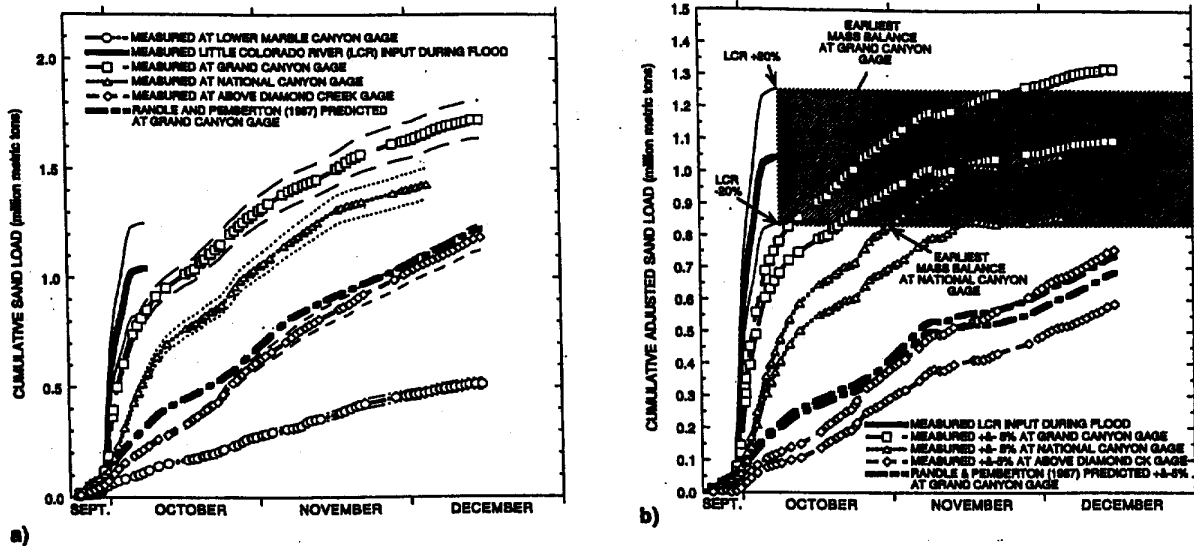 CUMULATIVE SAND LOAD (million metric tons)
2.0
1.5
1.0
0.5
0.0
MEASURED AT LOWER MARBLE CANYON GAGE
MEASURED LITTLE COLORADO RIVER (LCR) INPUT DURING FLOOD
MEASURED AT GRAND CANYON GAGE
MEASURED AT NATIONAL CANYON GAGE
MEASURED AT ABOVE DIAMOND CREEK GAGE
RANDLE AND PEMBERTON (1987) PREDICTED
AT GRAND CANYON GAGE
SEPT. OCTOBER NOVEMBER DECEMBER
a)
CUMULATIVE ADJUSTED SAND LOAD (million metric tons)
1.5
1.4
1.3
1.2
1.1
1.0
0.9
0.8
0.7
0.6
0.5
0.4
0.3
0.2
0.1
0.0
EARLIEST
MASS BALANCE
AT GRAND CANYON
GAGE
LCR +20%
LCR
-20%
EARLIEST
MASS BALANCE
AT NATIONAL CANYON
GAGE
MEASURED LCR INPUT DURING FLOOD
MEASURED +&- 5% AT GRAND CANYON GAGE
MEASURED +&- 5% AT NATIONAL CANYON GAGE
MEASURED +&-5% AT ABOVE DIAMOND CK GAGE
RANDLE & PEMBERTON (1987) PREDICTED +&-5%
AT GRAND CANYON GAGE
SEPT. OCTOBER NOVEMBER DECEMBER
b)